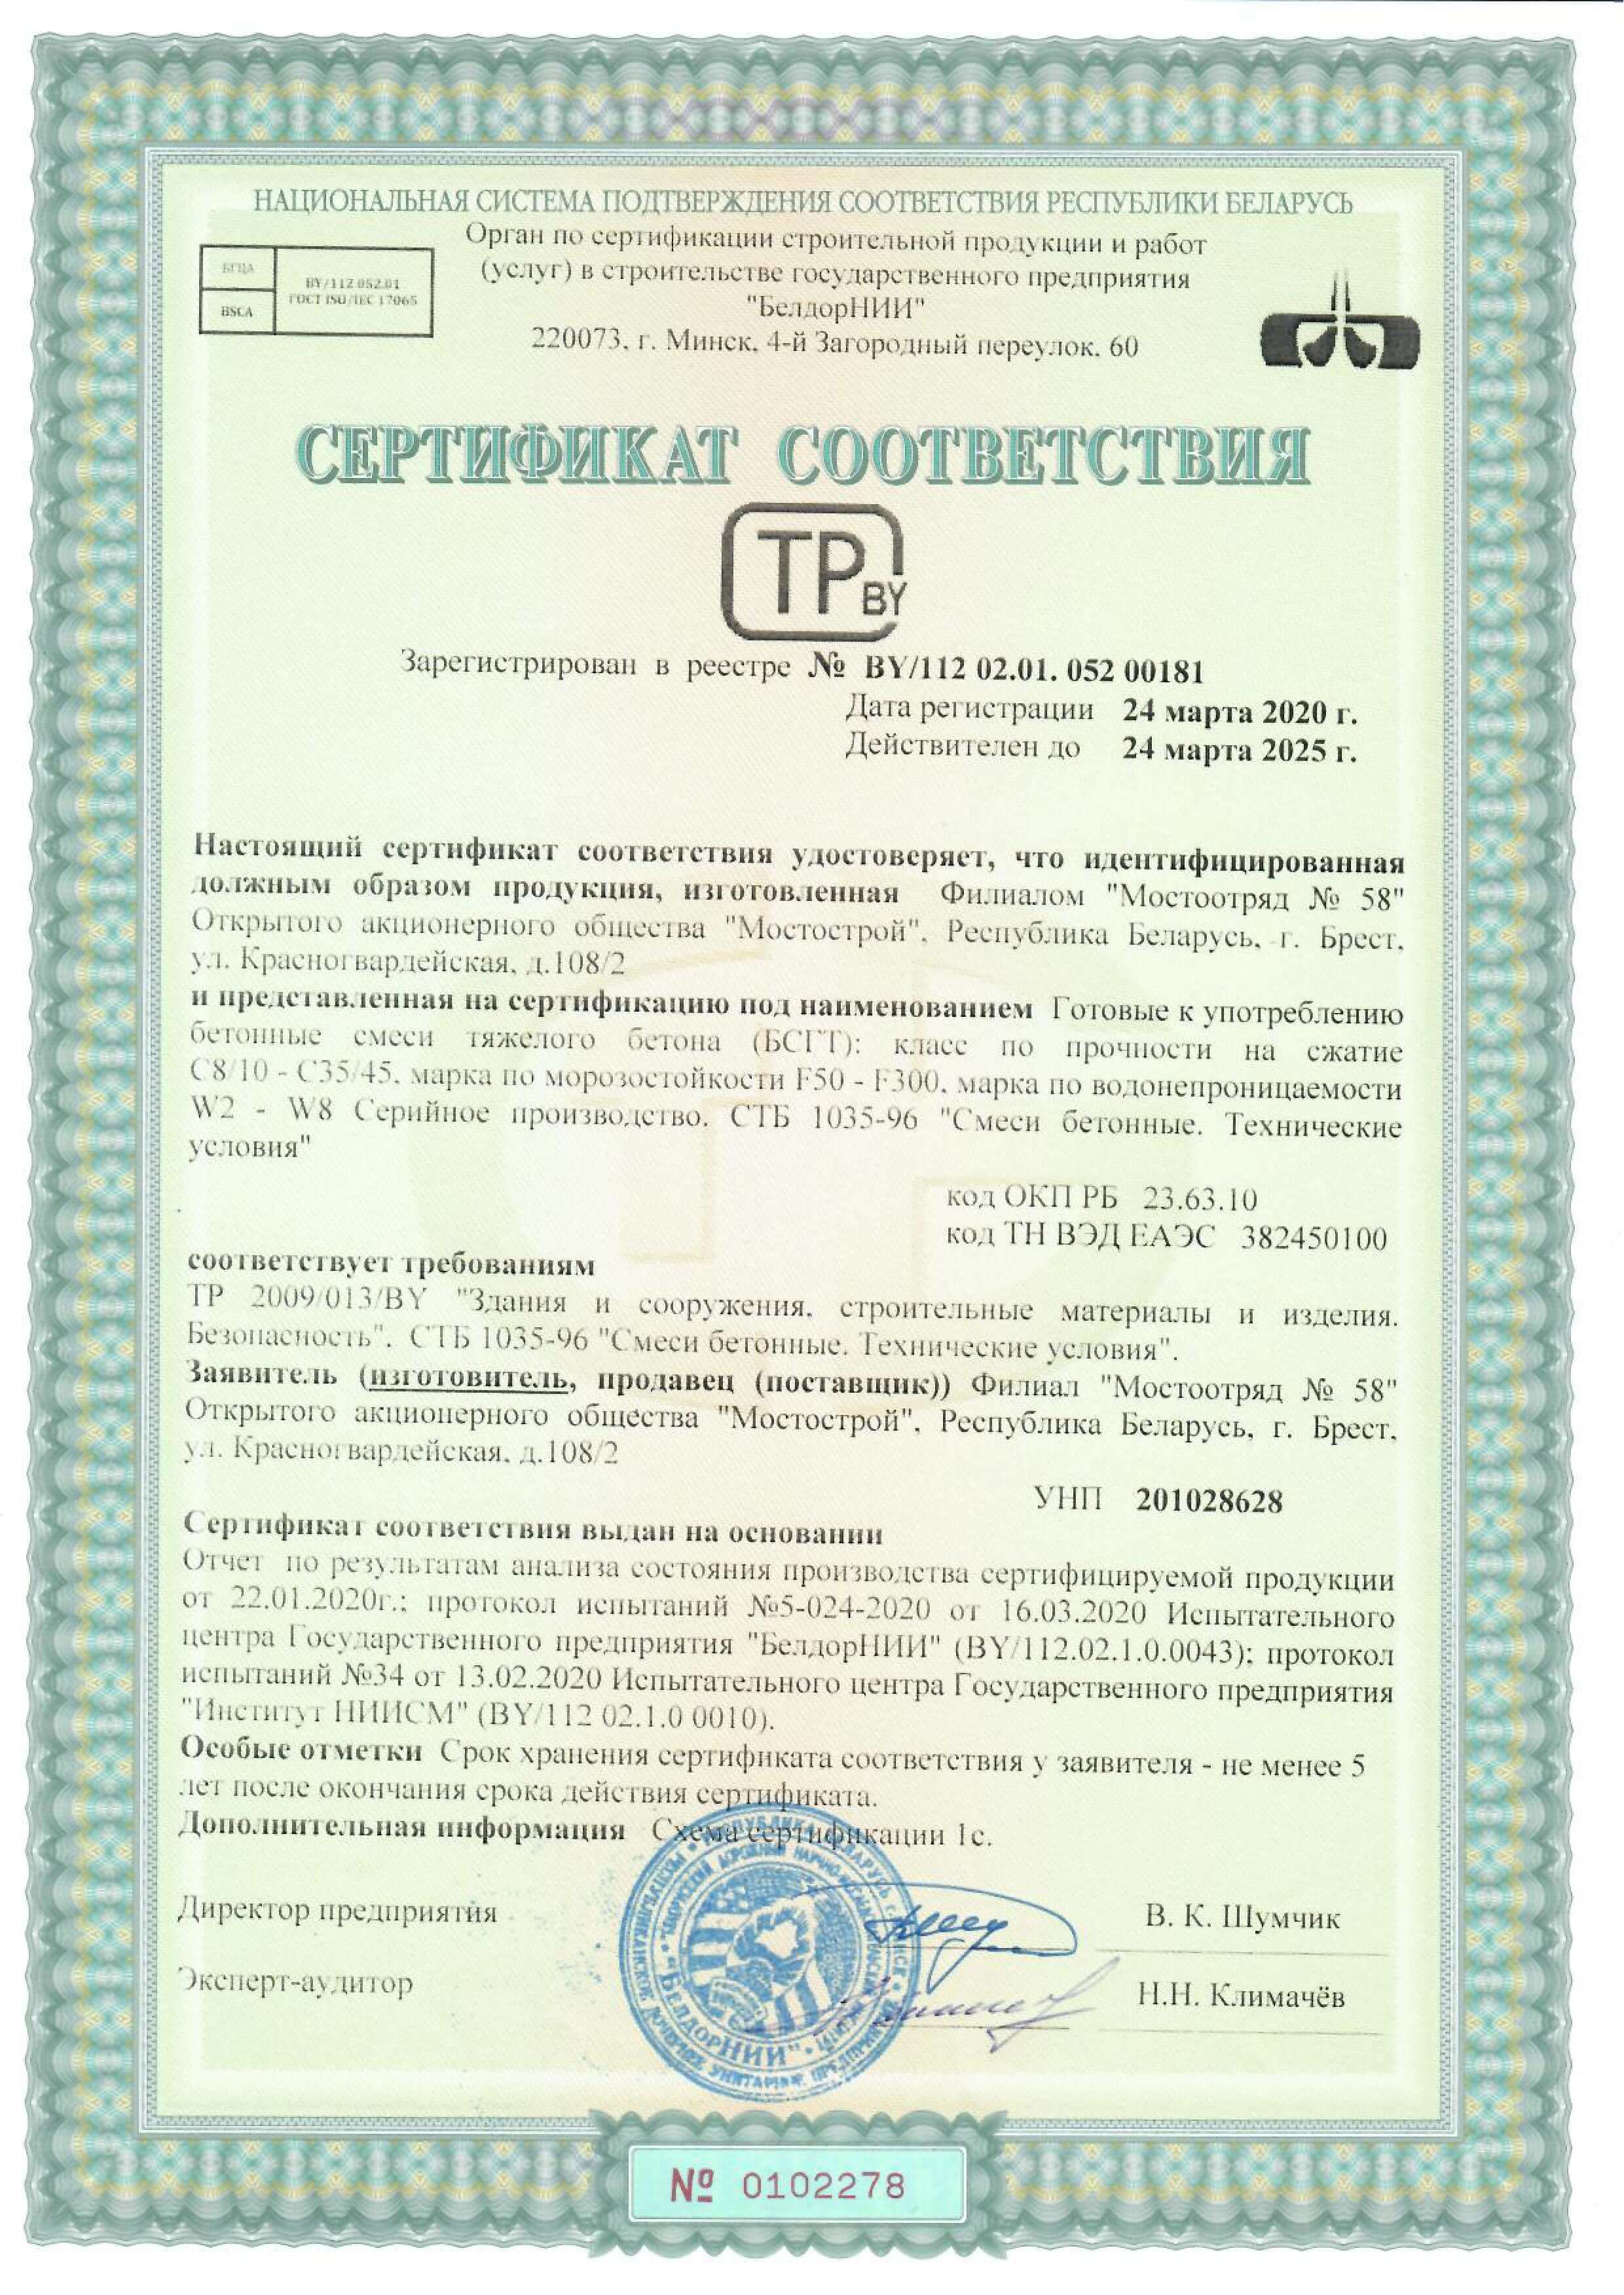 НАЦИОНАЛЬНАЯ СИСТЕМА ПОДТВЕРЖДЕНИЯ СООТВЕТСТВИЯ РЕСПУБЛИКИ БЕЛАРУСЬ
Орган по сертификации строительной продукции и работ
(услуг) в строительстве государственного предприятия
"БелдорНИИ"
220073, г. Минск, 4-й Загородный переулок, 60
БГЦА
BSCA
BY/112 052.01
ГОСТ ISO/IEC 17065
СЕРТИФИКАТ СООТВЕТСТВИЯ
ТР BY
Зарегистрирован в реестре № BY/112 02.01. 052 00181
Дата регистрации 24 марта 2020 г.
Действителен до 24 марта 2025 г.
Настоящий сертификат соответствия удостоверяет, что идентифицированная
должным образом продукция, изготовленная Филиалом "Мостоотряд № 58"
Открытого акционерного общества "Мостострой", Республика Беларусь, г. Брест,
ул. Красногвардейская, д.108/2
и представленная на сертификацию под наименованием Готовые к употреблению
бетонные смеси тяжелого бетона (БСГТ): класс по прочности на сжатие
С8/10 - С35/45, марка по морозостойкости F50 - F300, марка по водонепроницаемости
W2 - W8 Серийное производство. СТБ 1035-96 "Смеси бетонные. Технические
условия"
код ОКП РБ 23.63.10
код ТН ВЭД ЕАЭС 382450100
соответствует требованиям
ТР 2009/013/BY "Здания и сооружения, строительные материалы и изделия.
Безопасность". СТБ 1035-96 "Смеси бетонные. Технические условия".
Заявитель (изготовитель, продавец (поставщик)) Филиал "Мостоотряд № 58"
Открытого акционерного общества "Мостострой", Республика Беларусь, г. Брест,
ул. Красногвардейская, д.108/2
УНП 201028628
Сертификат соответствия выдан на основании
Отчет по результатам анализа состояния производства сертифицируемой продукции
от 22.01.2020г.; протокол испытаний №5-024-2020 от 16.03.2020 Испытательного
центра Государственного предприятия "БелдорНИИ" (BY/112.02.1.0.0043); протокол
испытаний №34 от 13.02.2020 Испытательного центра Государственного предприятия
"Институт НИИСМ" (BY/112 02.1.0 0010).
Особые отметки Срок хранения сертификата соответствия у заявителя - не менее 5
лет после окончания срока действия сертификата.
Дополнительная информация Схема сертификации 1с.
Директор предприятия В. К. Шумчик
Эксперт-аудитор Н.Н. Климачёв
"БЕЛДОРНИИ"
№ 0102278